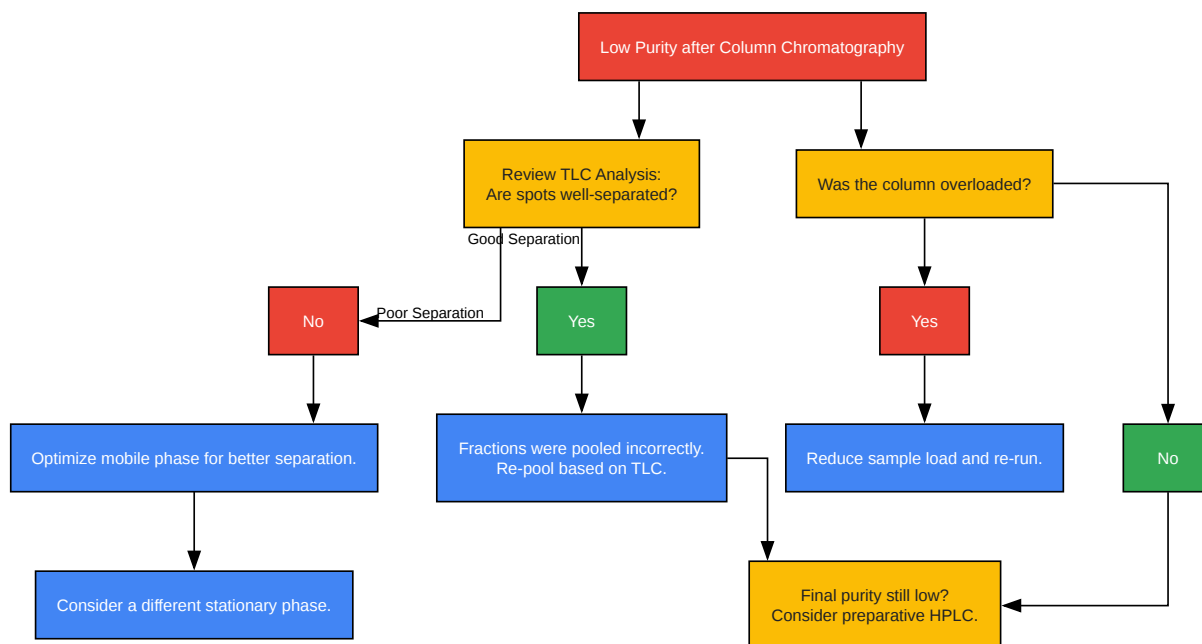 Low Purity after Column Chromatography
Review TLC Analysis:
Are spots well-separated?
Was the column overloaded?
Good Separation
Poor Separation
No
Yes
Yes
Optimize mobile phase for better separation.
Fractions were pooled incorrectly.
Re-pool based on TLC.
Reduce sample load and re-run.
No
Consider a different stationary phase.
Final purity still low?
Consider preparative HPLC.